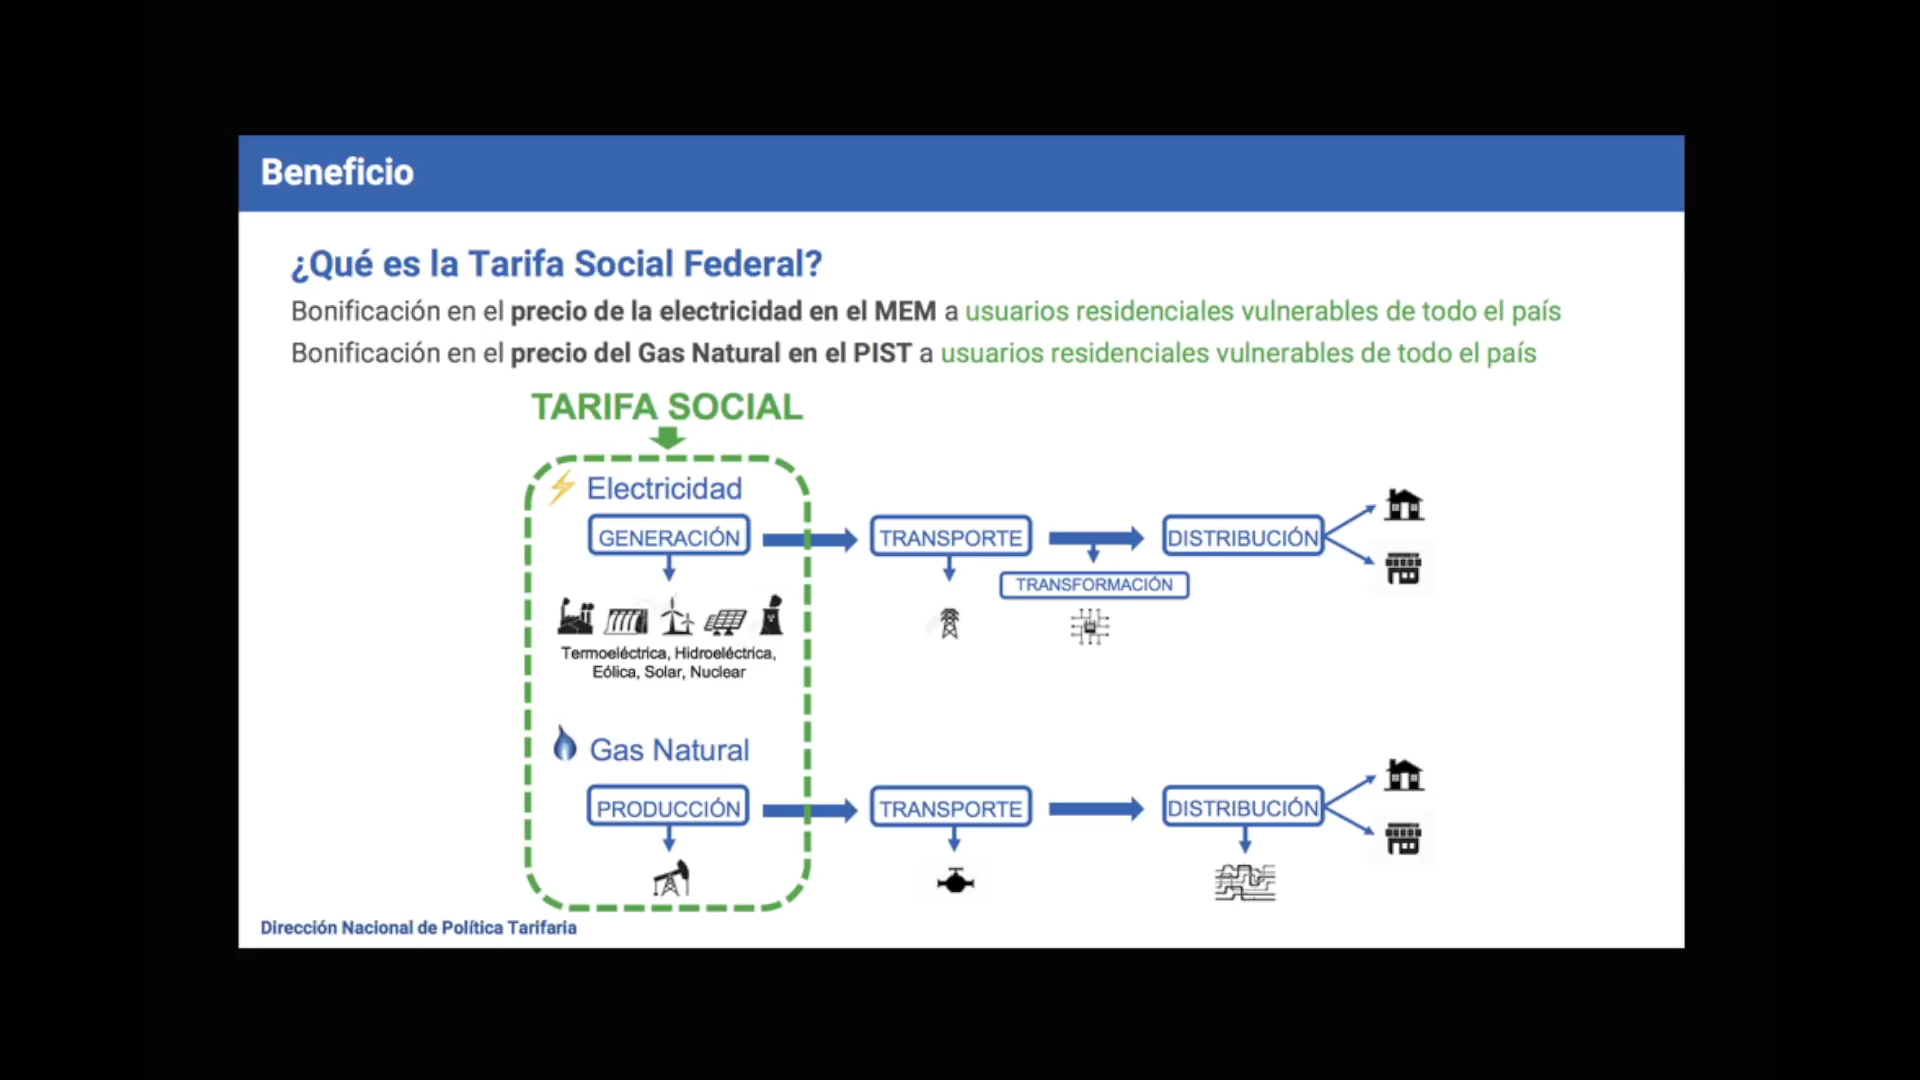 Beneficio
¿Qué es la Tarifa Social Federal?
Bonificación en el precio de la electricidad en el MEM a usuarios residenciales vulnerables de todo el país
Bonificación en el precio del Gas Natural en el PIST a usuarios residenciales vulnerables de todo el país
TARIFA SOCIAL
Electricidad
GENERACIÓN
TRANSPORTE
DISTRIBUCIÓN
TRANSFORMACIÓN
Termoeléctrica, Hidroeléctrica,
Eólica, Solar, Nuclear
Gas Natural
PRODUCCIÓN
TRANSPORTE
DISTRIBUCIÓN
Dirección Nacional de Política Tarifaria